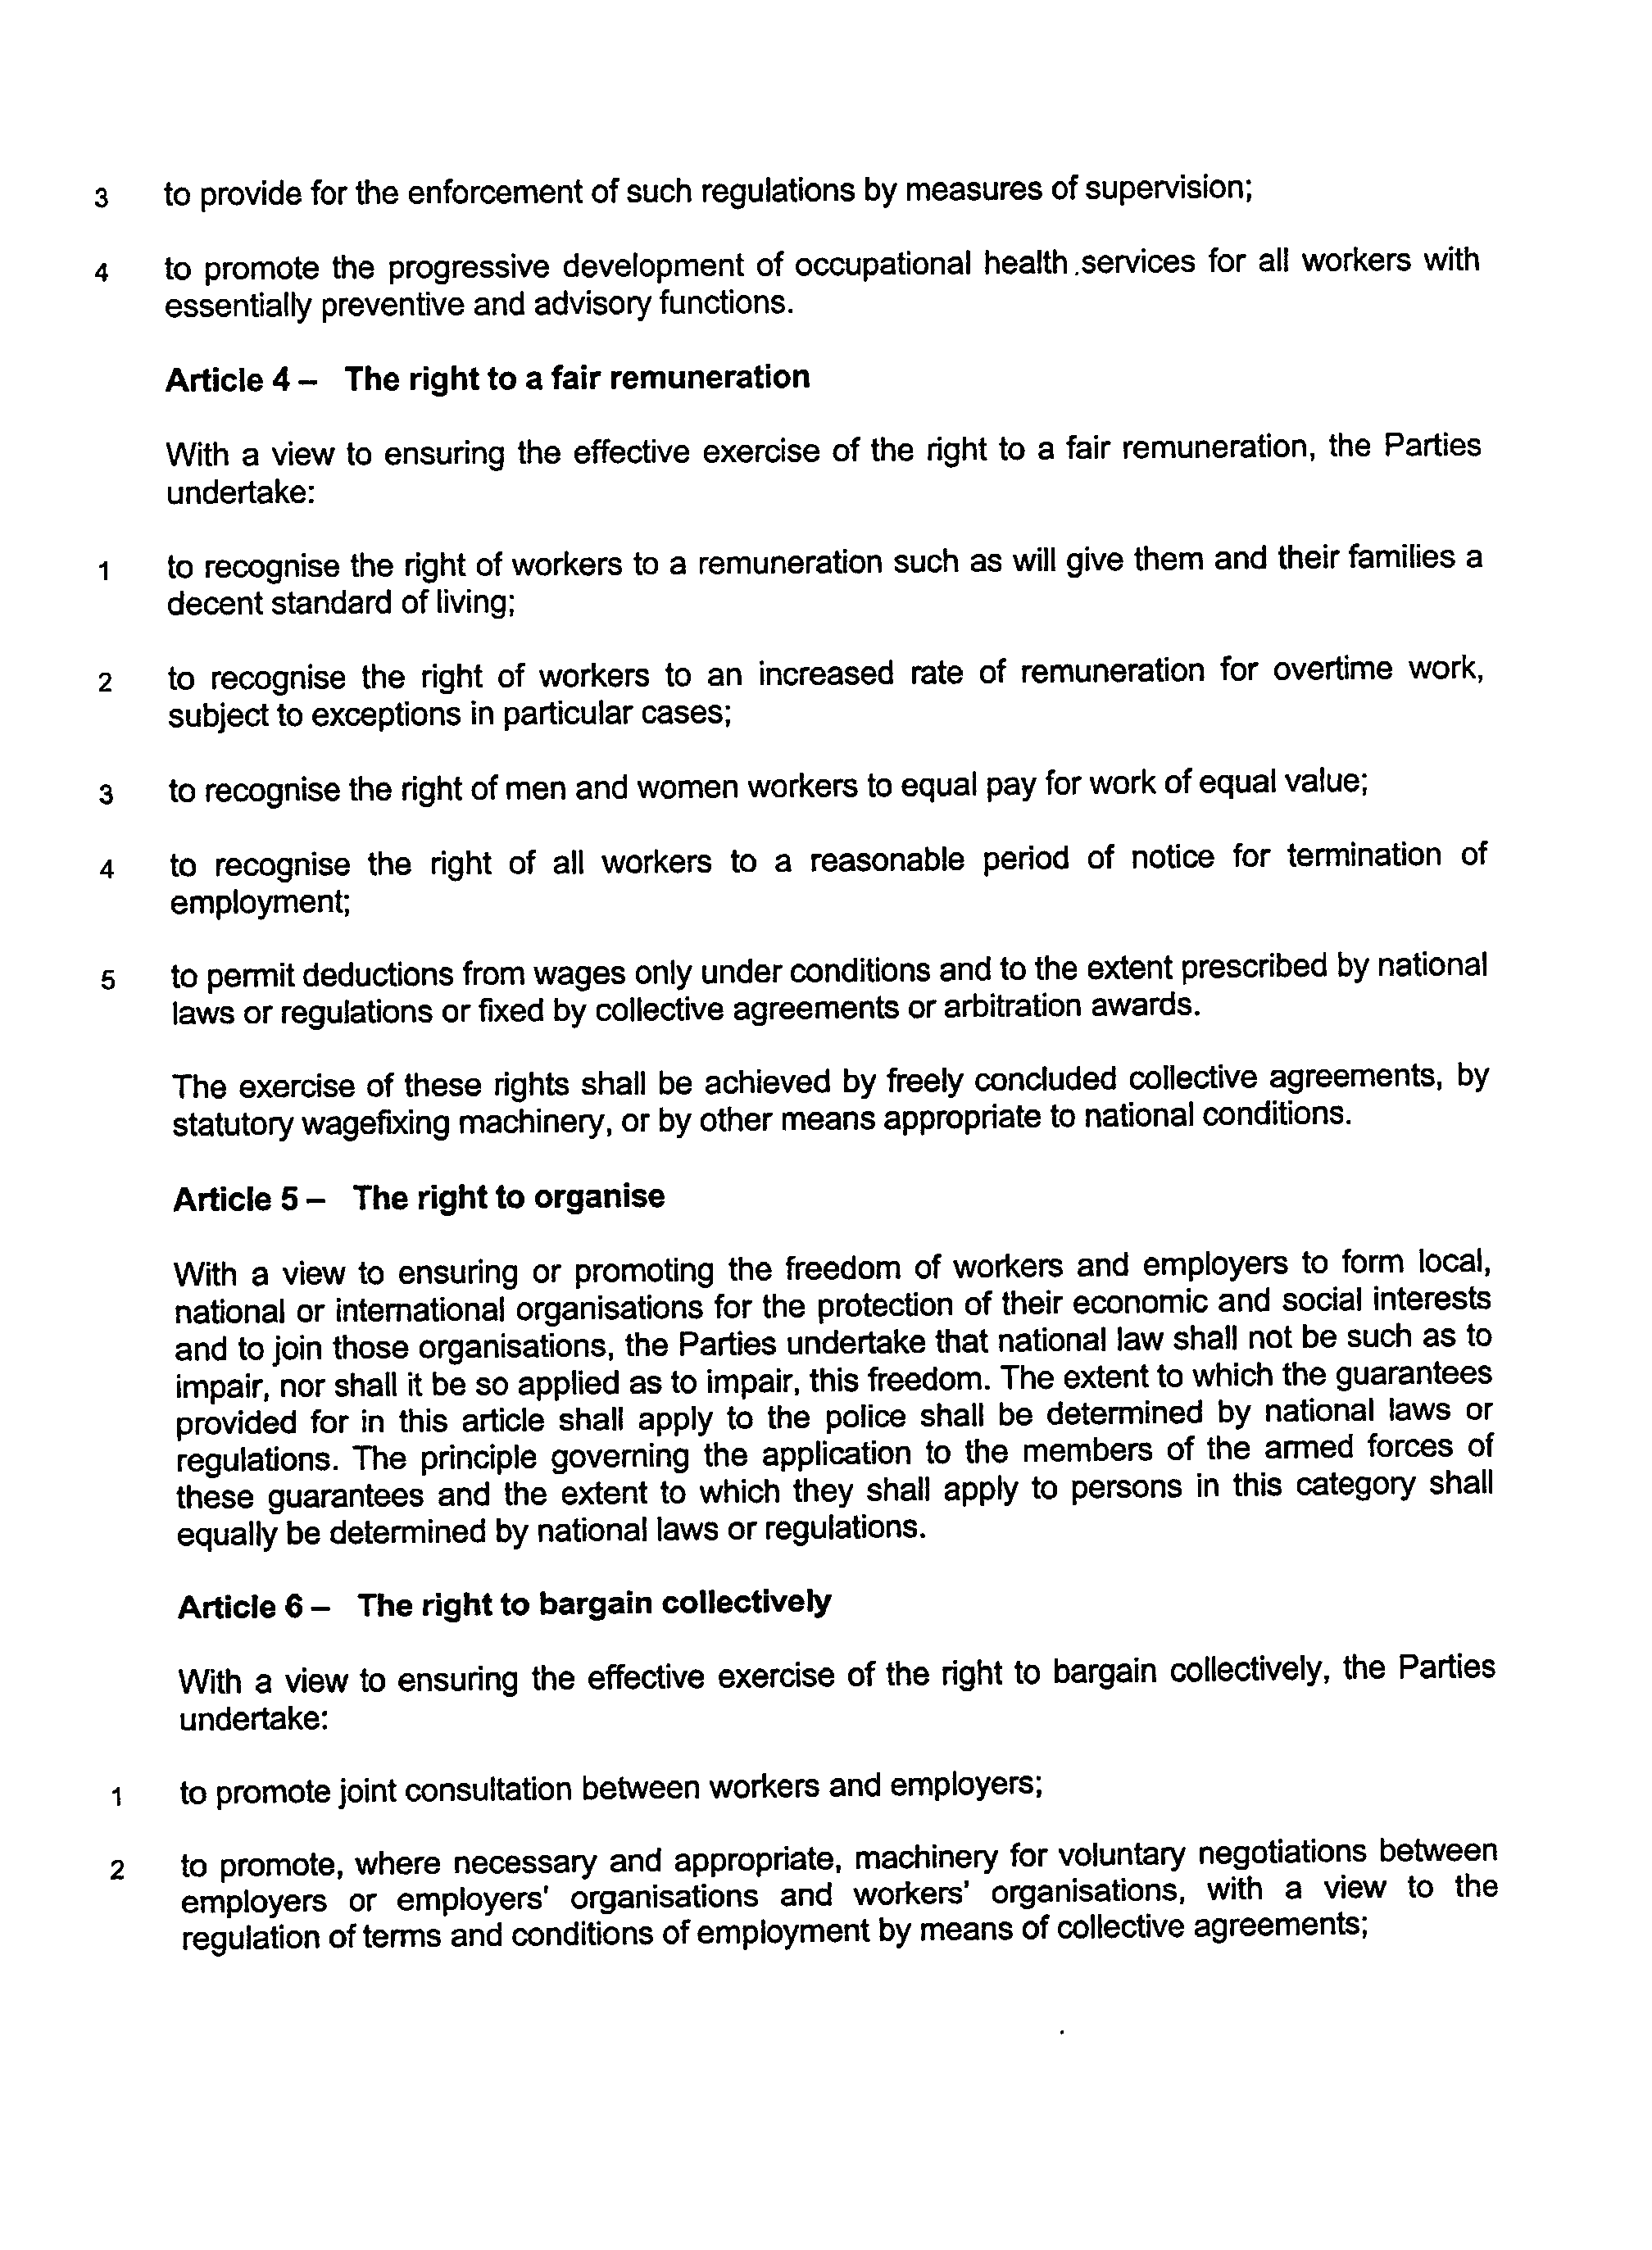 3 to provide for the enforcement of such regulations by measures of supervision;
4 to promote the progressive development of occupational health .services for all workers with
essentially preventive and advisory functions.
Article 4 – The right to a fair remuneration
With a view to ensuring the effective exercise of the right to a fair remuneration, the Parties
undertake:
1 to recognise the right of workers to a remuneration such as will give them and their families a
decent standard of living;
2 to recognise the right of workers to an increased rate of remuneration for overtime work,
subject to exceptions in particular cases;
3 to recognise the right of men and women workers to equal pay for work of equal value;
4 to recognise the right of all workers to a reasonable period of notice for termination of
employment;
5 to permit deductions from wages only under conditions and to the extent prescribed by national
laws or regulations or fixed by collective agreements or arbitration awards.
The exercise of these rights shall be achieved by freely concluded collective agreements, by
statutory wagefixing machinery, or by other means appropriate to national conditions.
Article 5 – The right to organise
With a view to ensuring or promoting the freedom of workers and employers to form local,
national or international organisations for the protection of their economic and social interests
and to join those organisations, the Parties undertake that national law shall not be such as to
impair, nor shall it be so applied as to impair, this freedom. The extent to which the guarantees
provided for in this article shall apply to the police shall be determined by national laws or
regulations. The principle governing the application to the members of the armed forces of
these guarantees and the extent to which they shall apply to persons in this category shall
equally be determined by national laws or regulations.
Article 6 – The right to bargain collectively
With a view to ensuring the effective exercise of the right to bargain collectively, the Parties
undertake:
1 to promote joint consultation between workers and employers;
2 to promote, where necessary and appropriate, machinery for voluntary negotiations between
employers or employers' organisations and workers' organisations, with a view to the
regulation of terms and conditions of employment by means of collective agreements;